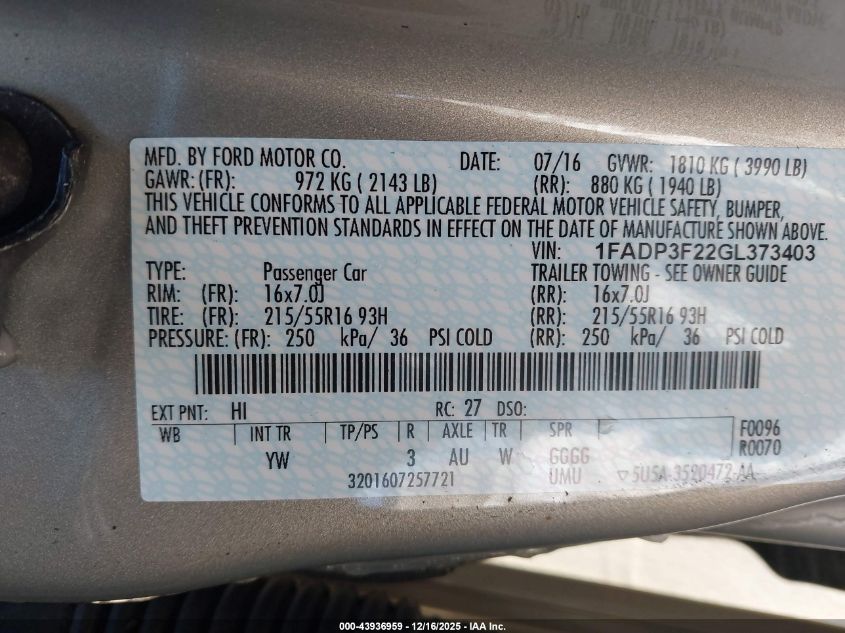 MFD. BY FORD MOTOR CO. DATE: 07/16 GVWR: 1810 KG ( 3990 LB)
GAWR: (FR): 972 KG ( 2143 LB) (RR): 880 KG ( 1940 LB)
THIS VEHICLE CONFORMS TO ALL APPLICABLE FEDERAL MOTOR VEHICLE SAFETY, BUMPER,
AND THEFT PREVENTION STANDARDS IN EFFECT ON THE DATE OF MANUFACTURE SHOWN ABOVE.
VIN: 1FADP3F22GL373403
TYPE: Passenger Car TRAILER TOWING - SEE OWNER GUIDE
RIM: (FR): 16x7.0J (RR): 16x7.0J
TIRE: (FR): 215/55R16 93H (RR): 215/55R16 93H
PRESSURE: (FR): 250 kPa/ 36 PSI COLD (RR): 250 kPa/ 36 PSI COLD
EXT PNT: HI RC: 27 DSO:
WB INT TR TP/PS R AXLE TR SPR F0096
R0070
YW 3 AU W GGGG
3201607257721 UMU 5U5A-3520472-AA
000-43936959 - 12/16/2025 - IAA Inc.